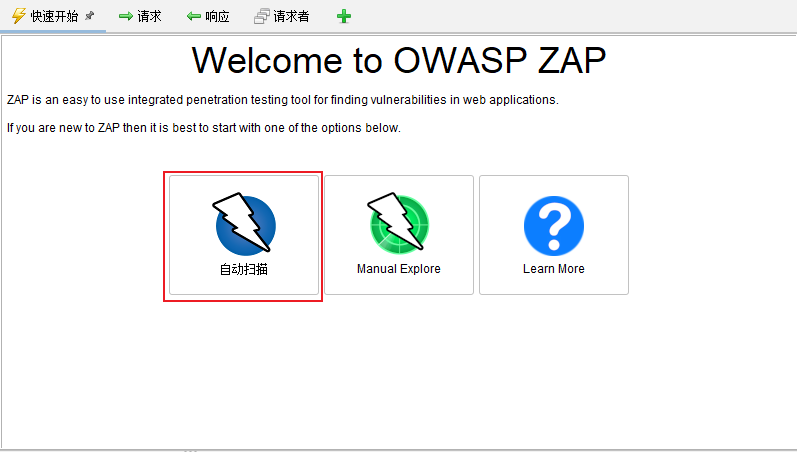 快速开始 请求 响应 请求者
Welcome to OWASP ZAP
ZAP is an easy to use integrated penetration testing tool for finding vulnerabilities in web applications.
If you are new to ZAP then it is best to start with one of the options below.
自动扫描 Manual Explore Learn More